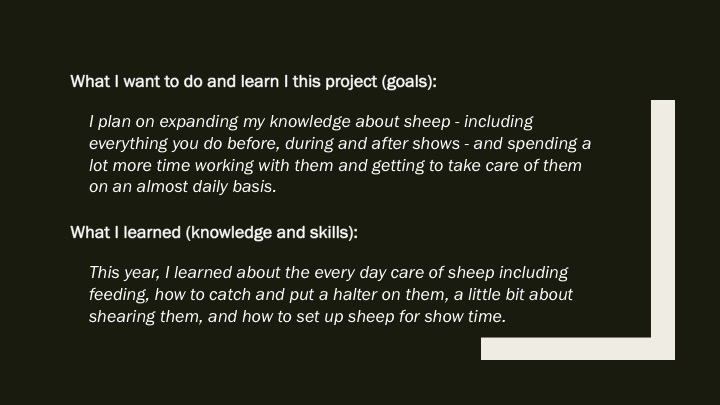 What I want to do and learn I this project (goals):
I plan on expanding my knowledge about sheep - including
everything you do before, during and after shows - and spending a
lot more time working with them and getting to take care of them
on an almost daily basis.
What I learned (knowledge and skills):
This year, I learned about the every day care of sheep including
feeding, how to catch and put a halter on them, a little bit about
shearing them, and how to set up sheep for show time.